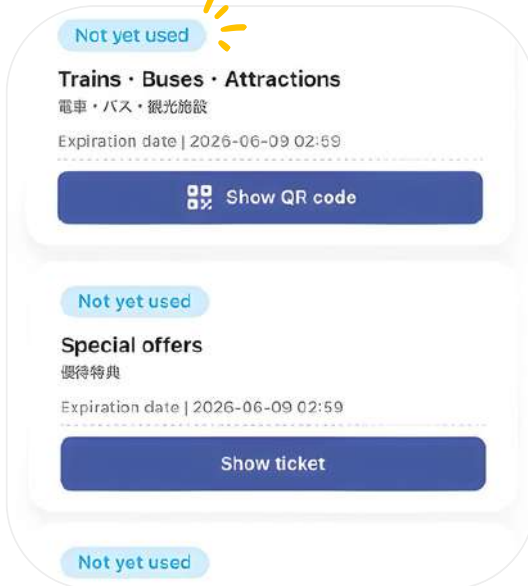 Not yet used
Trains・Buses・Attractions
電車・バス・観光施設
Expiration date | 2026-06-09 02:59
Show QR code
Not yet used
Special offers
優待特典
Expiration date | 2026-06-09 02:59
Show ticket
Not yet used